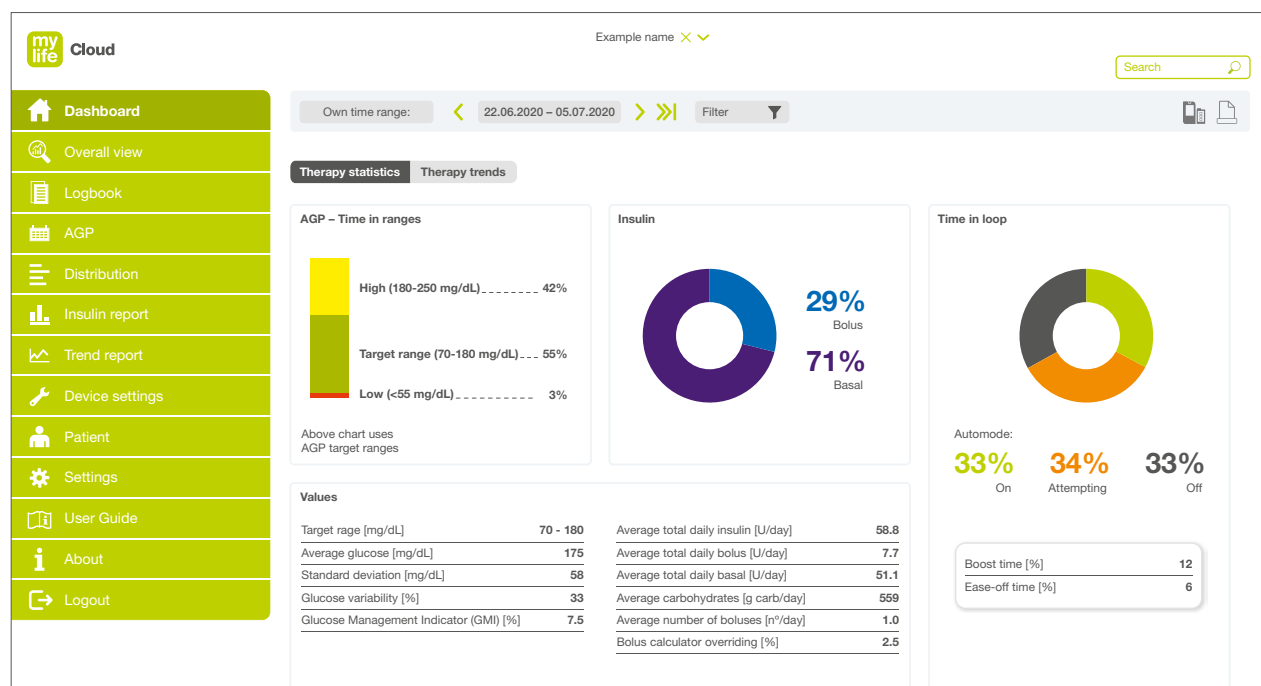 my
life
Cloud
Example name
Search
Dashboard
Overall view
Logbook
AGP
Distribution
Insulin report
Trend report
Device settings
Patient
Settings
User Guide
About
Logout
Own time range:
22.06.2020 – 05.07.2020
Filter
Therapy statistics
Therapy trends
AGP – Time in ranges
High (180-250 mg/dL)_ _ _ _ _ _ _ _ 42%
Target range (70-180 mg/dL)_ _ _ 55%
Low (<55 mg/dL)_ _ _ _ _ _ _ _ _ 3%
Above chart uses
AGP target ranges
Insulin
29%
Bolus
71%
Basal
Time in loop
Automode:
33% 34% 33%
On Attempting Off
Boost time [%] 12
Ease-off time [%] 6
Values
Target rage [mg/dL] 70 - 180
Average glucose [mg/dL] 175
Standard deviation [mg/dL] 58
Glucose variability [%] 33
Glucose Management Indicator (GMI) [%] 7.5
Average total daily insulin [U/day] 58.8
Average total daily bolus [U/day] 7.7
Average total daily basal [U/day] 51.1
Average carbohydrates [g carb/day] 559
Average number of boluses [nº/day] 1.0
Bolus calculator overriding [%] 2.5